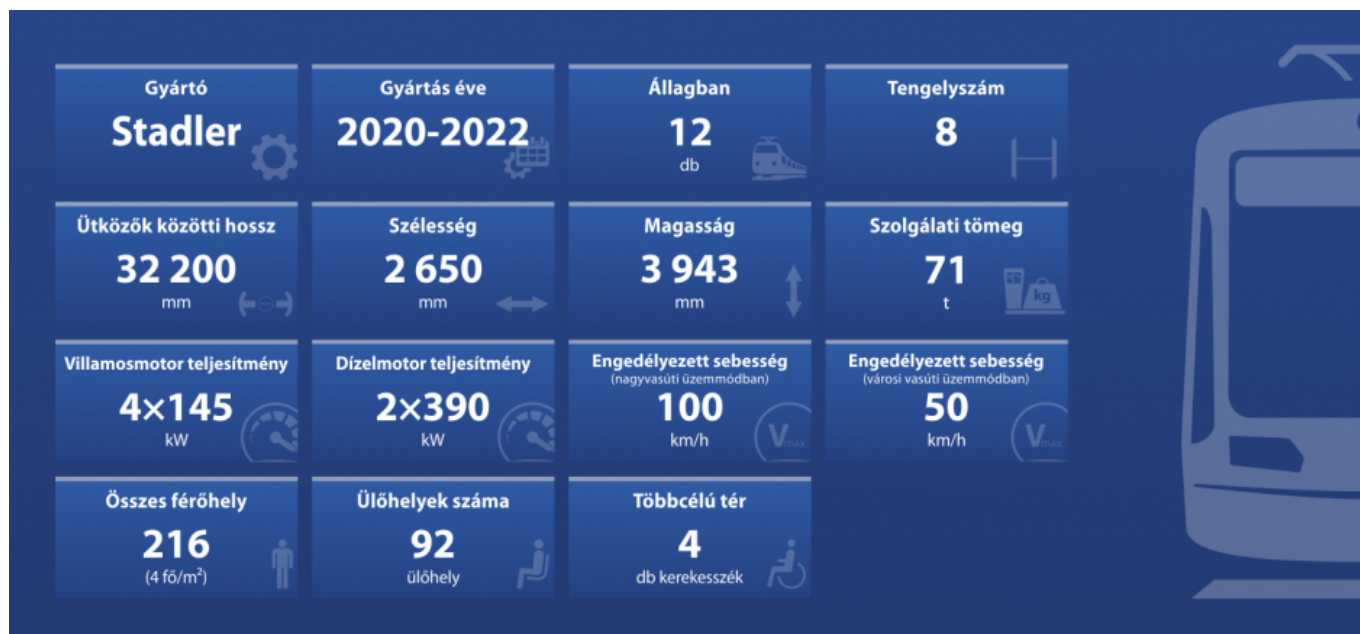 Gyártó
Stadler
Gyártás éve
2020-2022
Állagban
12
db
Tengelyszám
8
Ütközők közötti hossz
32 200
mm
Szélesség
2 650
mm
Magasság
3 943
mm
Szolgálati tömeg
71
t
kg
Villamosmotor teljesítmény
4×145
kW
Dízelmotor teljesítmény
2×390
kW
Engedélyezett sebesség
(nagyvasúti üzemmódban)
100
km/h
Vmax
Engedélyezett sebesség
(városi vasúti üzemmódban)
50
km/h
Vmax
Összes férőhely
216
(4 fő/m²)
Ülőhelyek száma
92
ülőhely
Többcélú tér
4
db kerekesszék